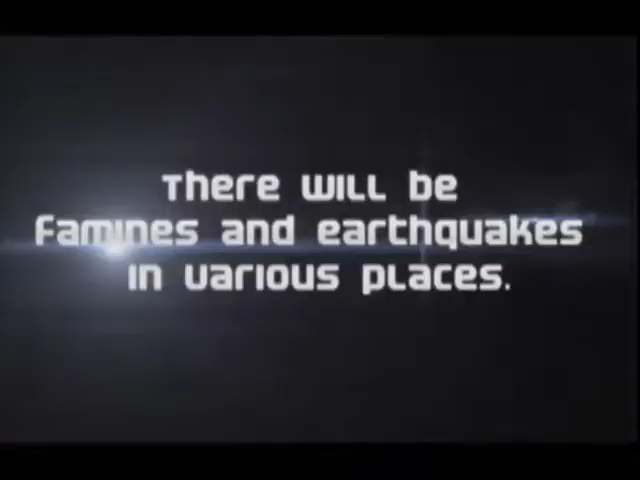 There will be
famines and earthquakes
in various places.